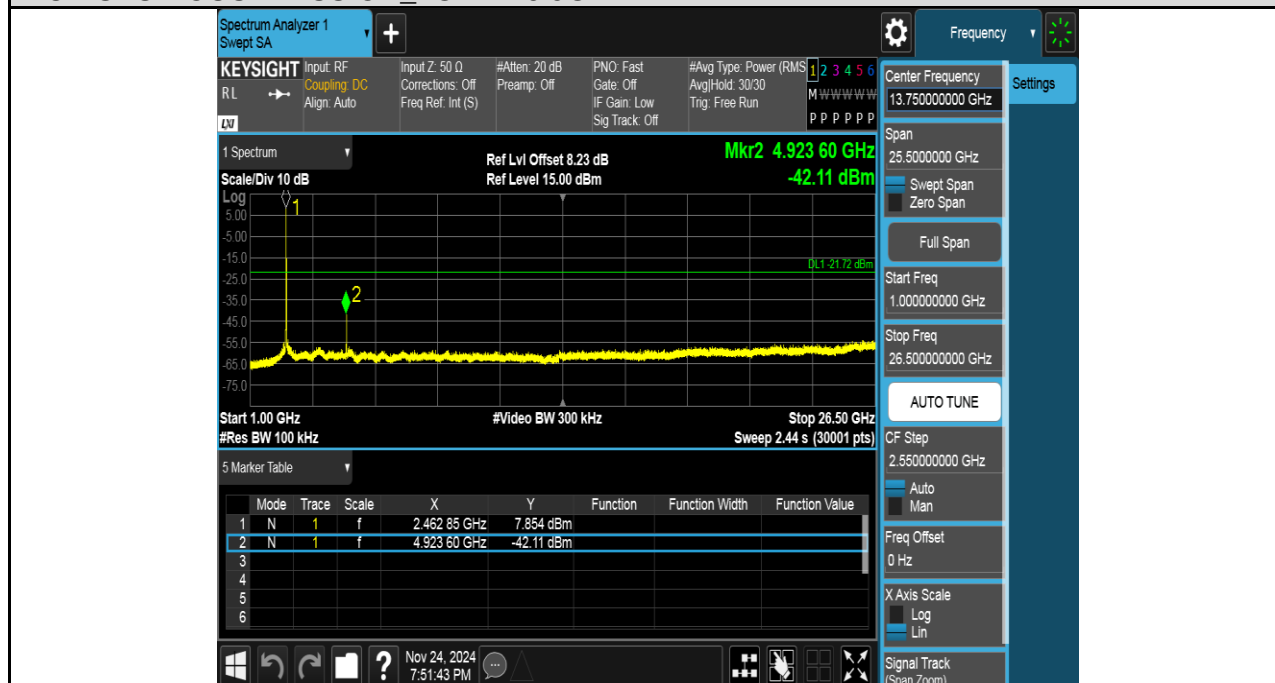 Spectrum Analyzer 1
Swept SA
+
Frequency
KEYSIGHT
Input: RF
Coupling: DC
Align: Auto
Input Z: 50 Ω
Corrections: Off
Freq Ref: Int (S)
#Atten: 20 dB
Preamp: Off
PNO: Fast
Gate: Off
IF Gain: Low
Sig Track: Off
#Avg Type: Power (RMS
Avg|Hold: 30/30
Trig: Free Run
1 2 3 4 5 6
M W W W W W
P P P P P P
R L
LXI
Center Frequency
13.750000000 GHz
Settings
Span
25.5000000 GHz
Swept Span
Zero Span
Full Span
Start Freq
1.000000000 GHz
Stop Freq
26.500000000 GHz
AUTO TUNE
CF Step
2.550000000 GHz
Auto
Man
Freq Offset
0 Hz
X Axis Scale
Log
Lin
Signal Track
(Span Zoom)
1 Spectrum
Scale/Div 10 dB
Ref Lvl Offset 8.23 dB
Ref Level 15.00 dBm
Mkr2 4.923 60 GHz
-42.11 dBm
Log
5.00
-5.00
-15.0
-25.0
-35.0
-45.0
-55.0
-65.0
-75.0
1
2
DL1 -21.72 dBm
Start 1.00 GHz
#Video BW 300 kHz
Stop 26.50 GHz
#Res BW 100 kHz
Sweep 2.44 s (30001 pts)
5 Marker Table
Mode Trace Scale X Y Function Function Width Function Value
1 N 1 f 2.462 85 GHz 7.854 dBm
2 N 1 f 4.923 60 GHz -42.11 dBm
3
4
5
6
?
Nov 24, 2024
7:51:43 PM